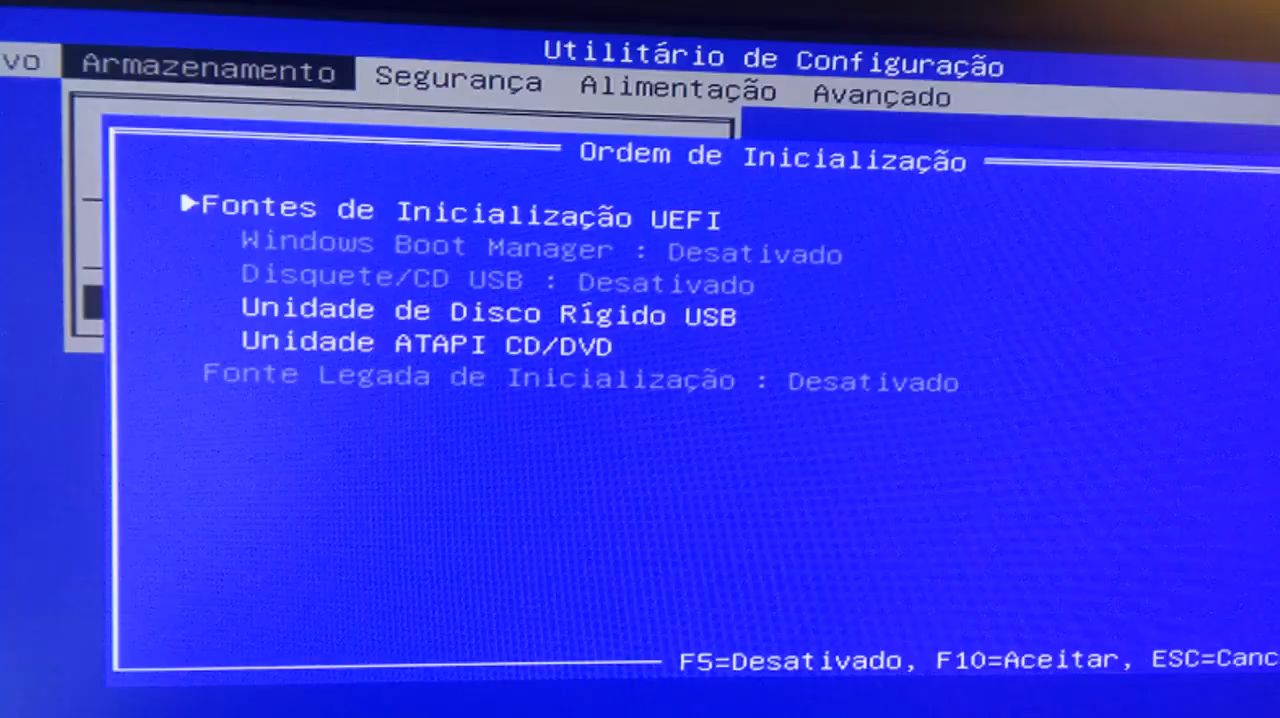 Utilitário de Configuração
vo Armazenamento Segurança Alimentação Avançado
Ordem de Inicialização
►Fontes de Inicialização UEFI
Windows Boot Manager : Desativado
Disquete/CD USB : Desativado
Unidade de Disco Rígido USB
Unidade ATAPI CD/DVD
Fonte Legada de Inicialização : Desativado
F5=Desativado, F10=Aceitar, ESC=Canc